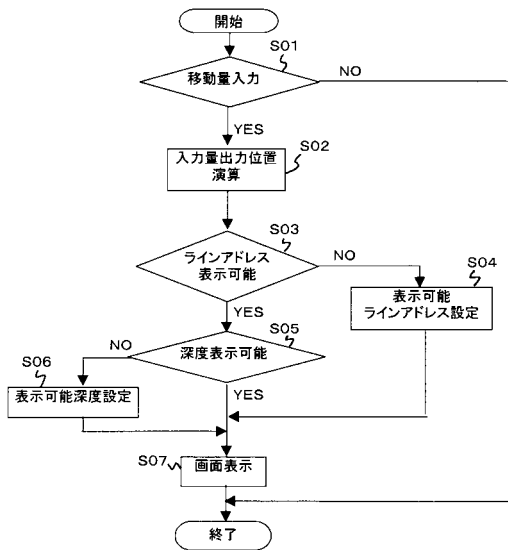 開始
S01
移動量入力
NO
YES
S02
入力量出力位置
演算
S03
ラインアドレス
表示可能
NO
S04
表示可能
ラインアドレス設定
YES
S05
深度表示可能
NO
S06
表示可能深度設定
YES
S07
画面表示
終了